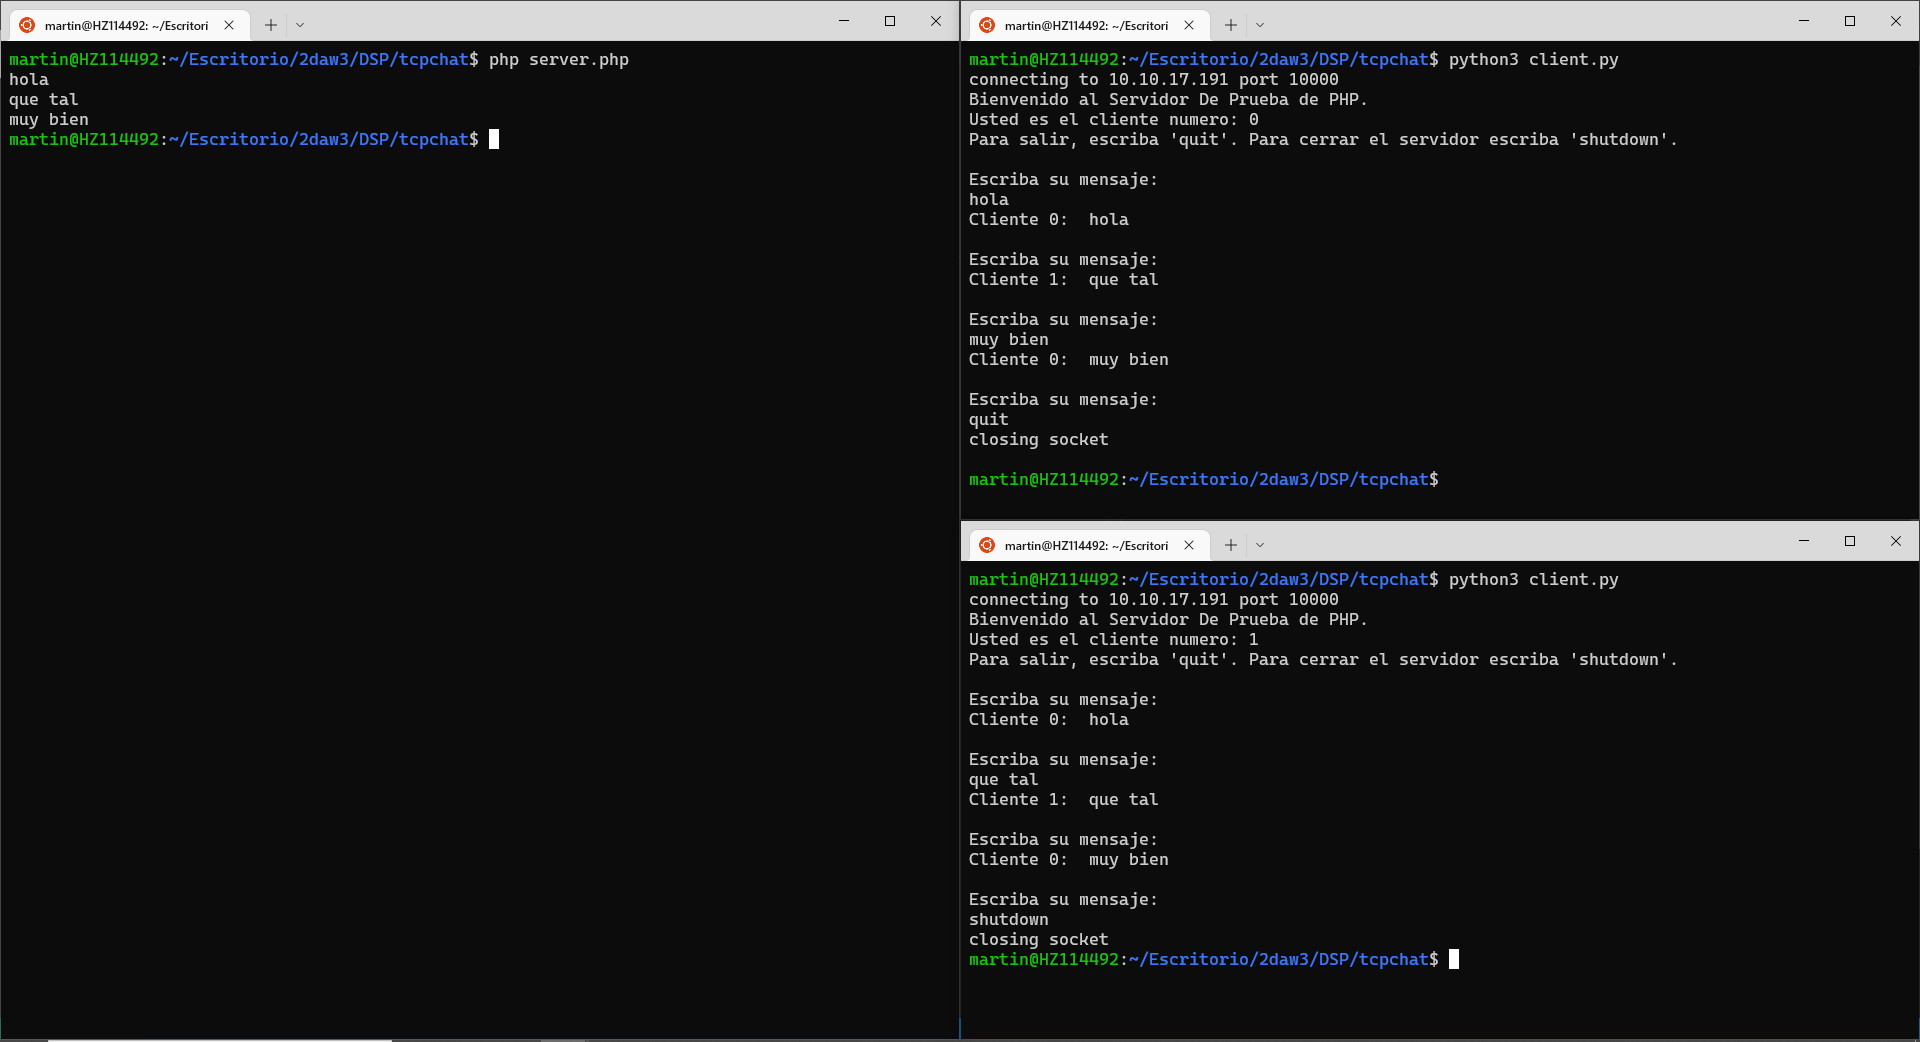 martin@HZ114492: ~/Escritori
martin@HZ114492:~/Escritorio/2daw3/DSP/tcpchat$ php server.php
hola
que tal
muy bien
martin@HZ114492:~/Escritorio/2daw3/DSP/tcpchat$
martin@HZ114492: ~/Escritori
martin@HZ114492:~/Escritorio/2daw3/DSP/tcpchat$ python3 client.py
connecting to 10.10.17.191 port 10000
Bienvenido al Servidor De Prueba de PHP.
Usted es el cliente numero: 0
Para salir, escriba 'quit'. Para cerrar el servidor escriba 'shutdown'.
Escriba su mensaje:
hola
Cliente 0:  hola
Escriba su mensaje:
Cliente 1:  que tal
Escriba su mensaje:
muy bien
Cliente 0:  muy bien
Escriba su mensaje:
quit
closing socket
martin@HZ114492:~/Escritorio/2daw3/DSP/tcpchat$
martin@HZ114492: ~/Escritori
martin@HZ114492:~/Escritorio/2daw3/DSP/tcpchat$ python3 client.py
connecting to 10.10.17.191 port 10000
Bienvenido al Servidor De Prueba de PHP.
Usted es el cliente numero: 1
Para salir, escriba 'quit'. Para cerrar el servidor escriba 'shutdown'.
Escriba su mensaje:
Cliente 0:  hola
Escriba su mensaje:
que tal
Cliente 1:  que tal
Escriba su mensaje:
Cliente 0:  muy bien
Escriba su mensaje:
shutdown
closing socket
martin@HZ114492:~/Escritorio/2daw3/DSP/tcpchat$